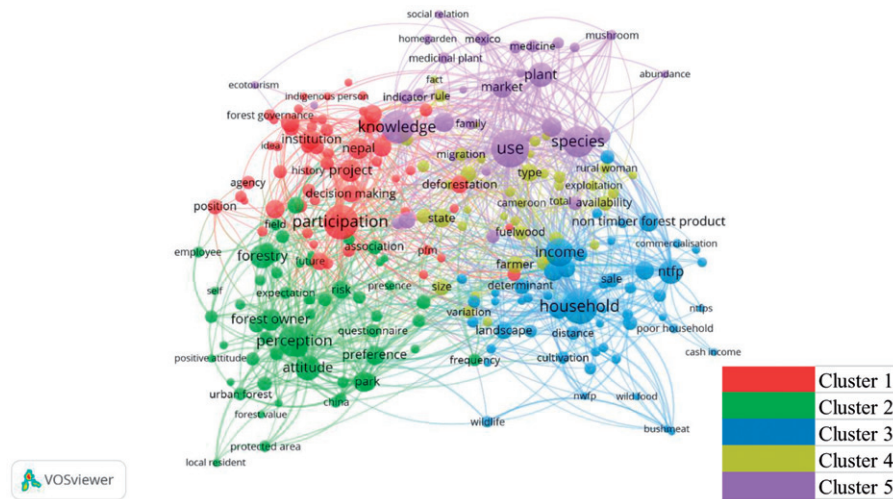 social relation
homegarden
mexico
mushroom
medicine
medicinal plant
plant
fact
abundance
ecotourism
market
indigenous person
indicator
rule
forest governance
knowledge
family
idea
institution
use
species
nepal
migration
rural woman
history
project
type
exploitation
agency
deforestation
decision making
cameroon
total
availability
position
participation
state
non timber forest product
field
fuelwood
employee
association
income
commercialisation
forestry
pfm
future
farmer
ntfp
self
expectation
risk
presence
size
determinant
sale
household
ntfps
forest owner
variation
questionnaire
landscape
distance
poor household
perception
positive attitude
preference
frequency
cultivation
cash income
attitude
park
urban forest
china
nwfp
wild food
forest value
wildlife
bushmeat
protected area
local resident
Cluster 1
Cluster 2
Cluster 3
Cluster 4
Cluster 5
VOSviewer